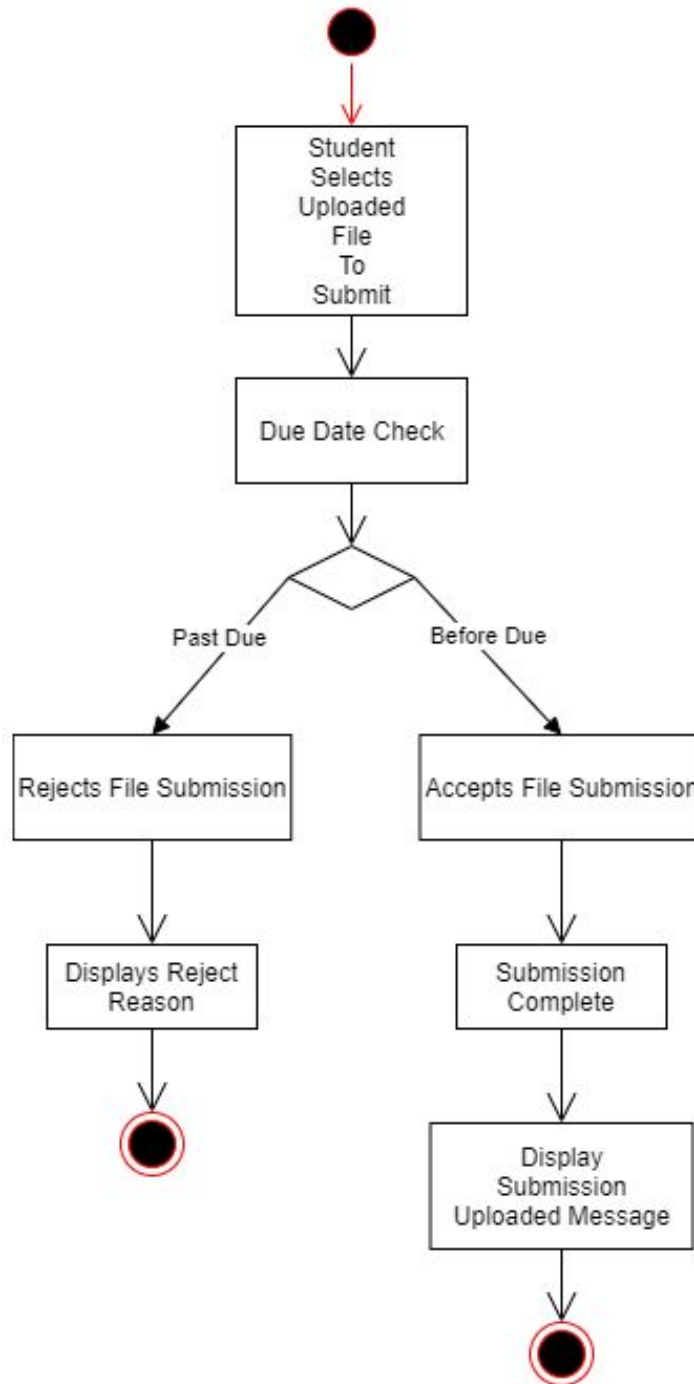 Student
Selects
Uploaded
File
To
Submit
Due Date Check
Past Due
Before Due
Rejects File Submission
Accepts File Submission
Displays Reject
Reason
Submission
Complete
Display
Submission
Uploaded Message